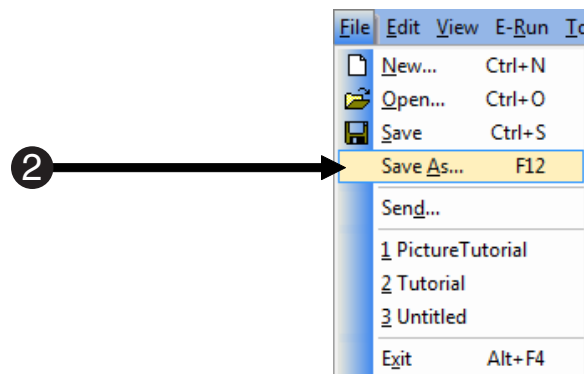 File Edit View E-Run To
New... Ctrl+N
Open... Ctrl+O
Save Ctrl+S
2 Save As... F12
Send...
1 PictureTutorial
2 Tutorial
3 Untitled
Exit Alt+F4